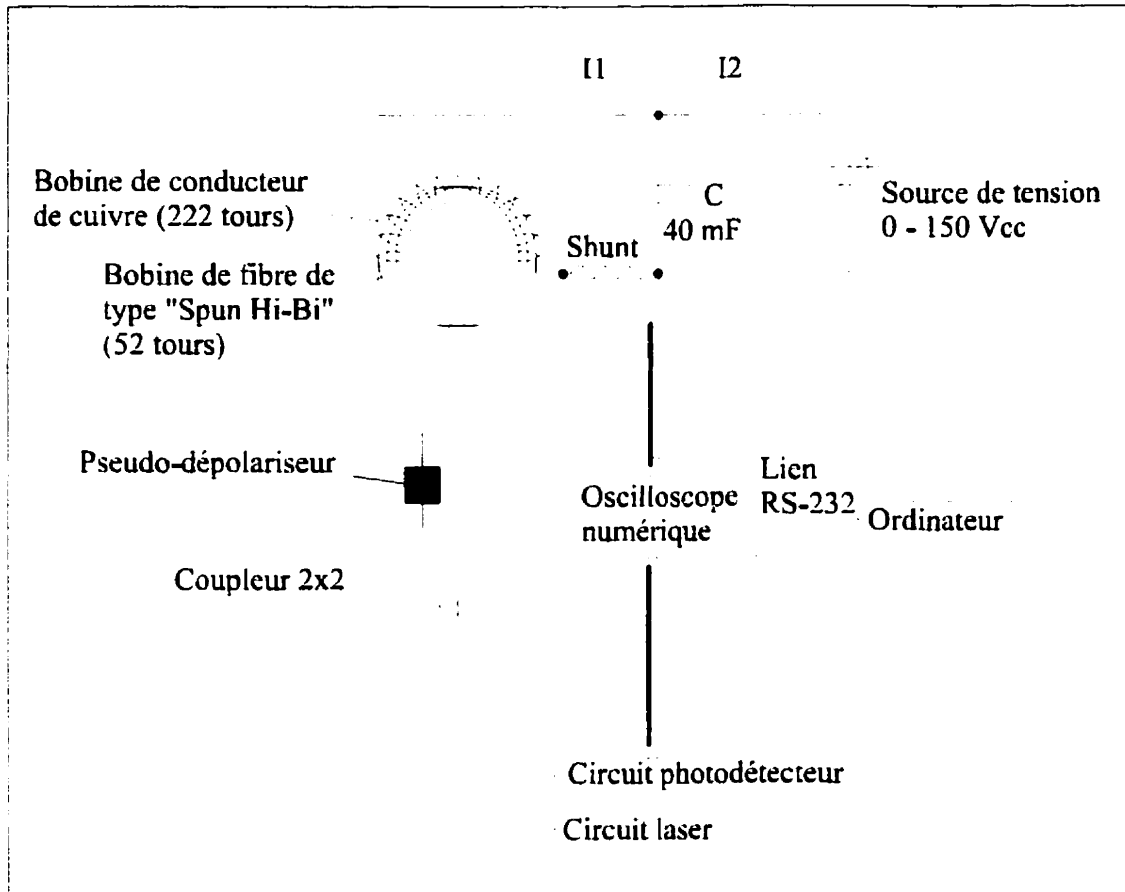 I1 I2
Bobine de conducteur
de cuivre (222 tours)
C
40 mF
Source de tension
0 - 150 Vcc
Shunt
Bobine de fibre de
type "Spun Hi-Bi"
(52 tours)
Pseudo-dépolariseur
Oscilloscope
numérique
Lien
RS-232
Ordinateur
Coupleur 2x2
Circuit photodétecteur
Circuit laser